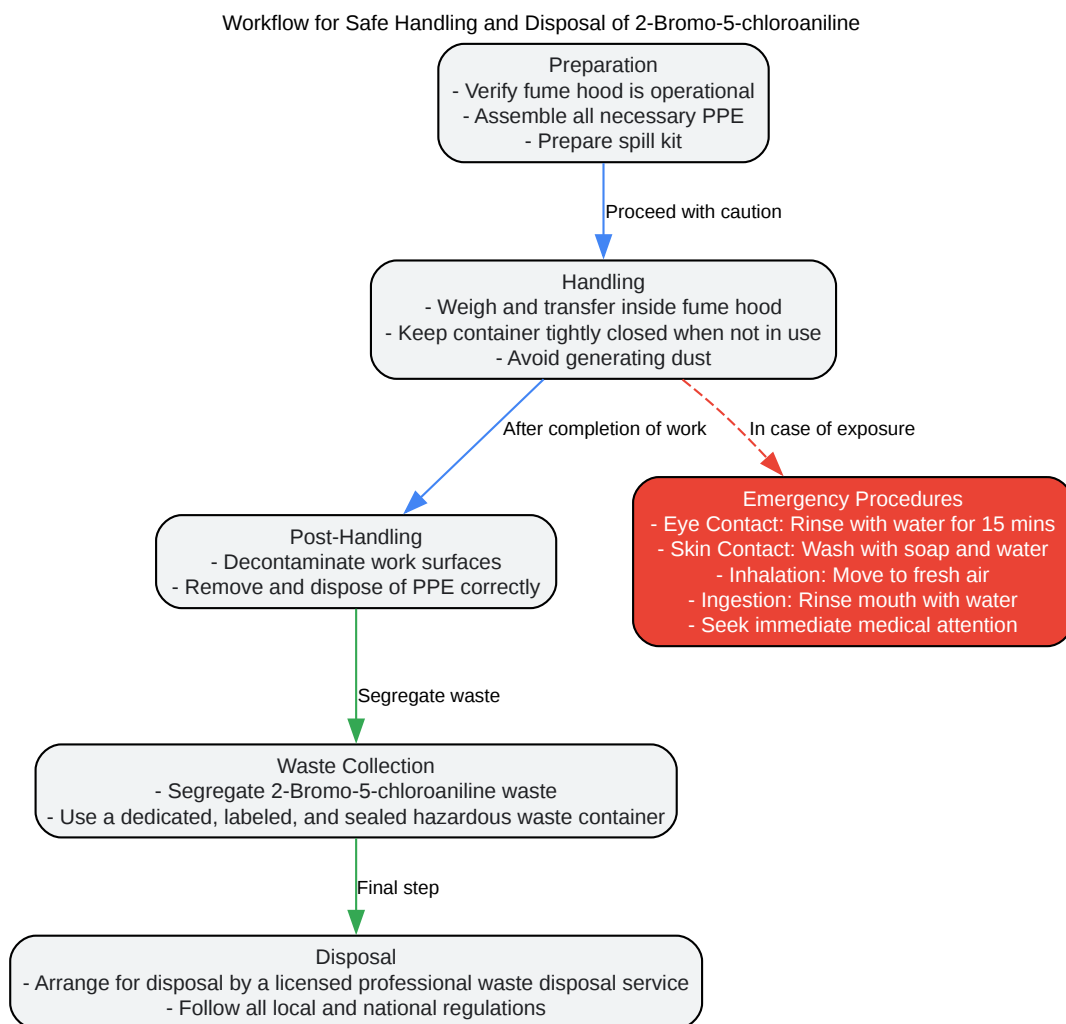 Workflow for Safe Handling and Disposal of 2-Bromo-5-chloroaniline
Preparation
- Verify fume hood is operational
- Assemble all necessary PPE
- Prepare spill kit
Proceed with caution
Handling
- Weigh and transfer inside fume hood
- Keep container tightly closed when not in use
- Avoid generating dust
After completion of work
In case of exposure
Emergency Procedures
- Eye Contact: Rinse with water for 15 mins
- Skin Contact: Wash with soap and water
- Inhalation: Move to fresh air
- Ingestion: Rinse mouth with water
- Seek immediate medical attention
Post-Handling
- Decontaminate work surfaces
- Remove and dispose of PPE correctly
Segregate waste
Waste Collection
- Segregate 2-Bromo-5-chloroaniline waste
- Use a dedicated, labeled, and sealed hazardous waste container
Final step
Disposal
- Arrange for disposal by a licensed professional waste disposal service
- Follow all local and national regulations